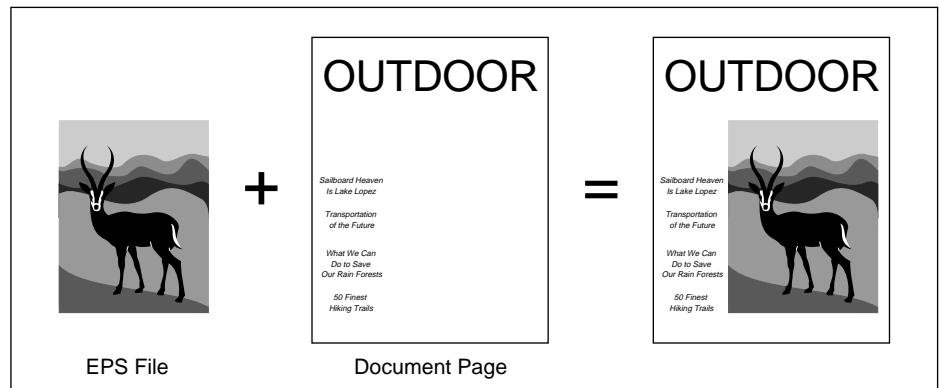 OUTDOOR
Sailboard Heaven
Is Lake Lopez
Transportation
of the Future
What We Can
Do to Save
Our Rain Forests
50 Finest
Hiking Trails
+
=
OUTDOOR
Sailboard Heaven
Is Lake Lopez
Transportation
of the Future
What We Can
Do to Save
Our Rain Forests
50 Finest
Hiking Trails
EPS File
Document Page